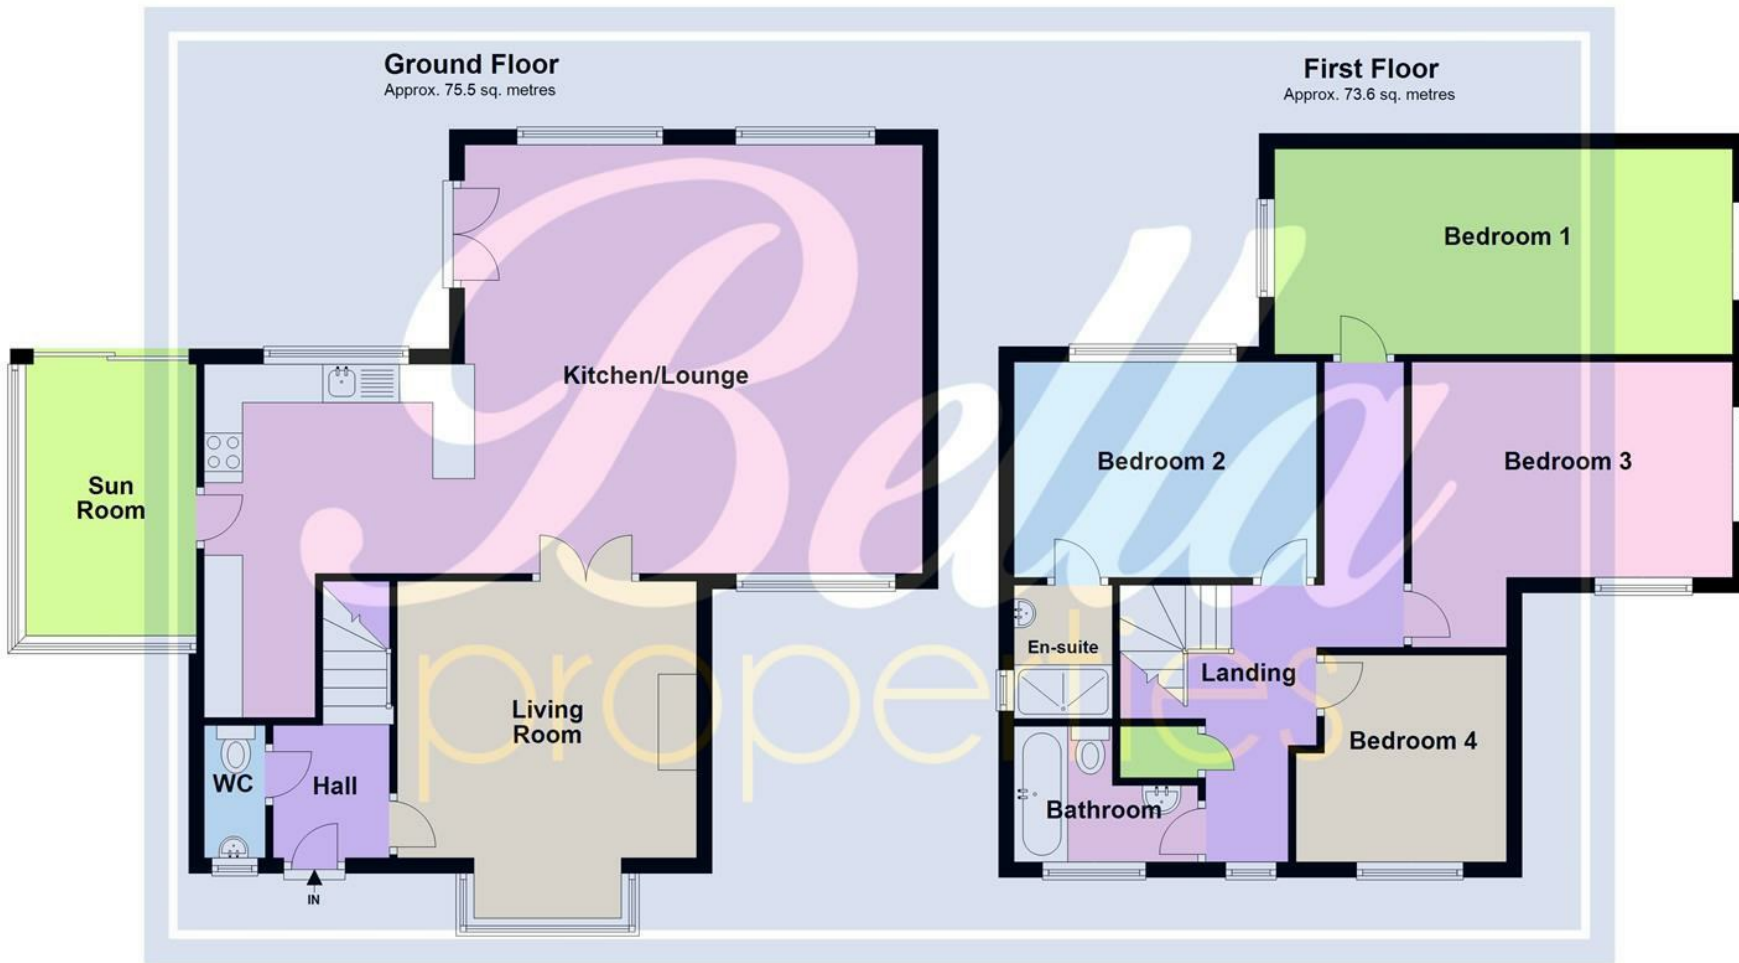 Ground Floor
Approx. 75.5 sq. metres
Kitchen/Lounge
Sun
Room
Living
Room
WC
Hall
IN
First Floor
Approx. 73.6 sq. metres
Bedroom 1
Bedroom 2
Bedroom 3
En-suite
Landing
Bedroom 4
Bathroom
Bella
properties